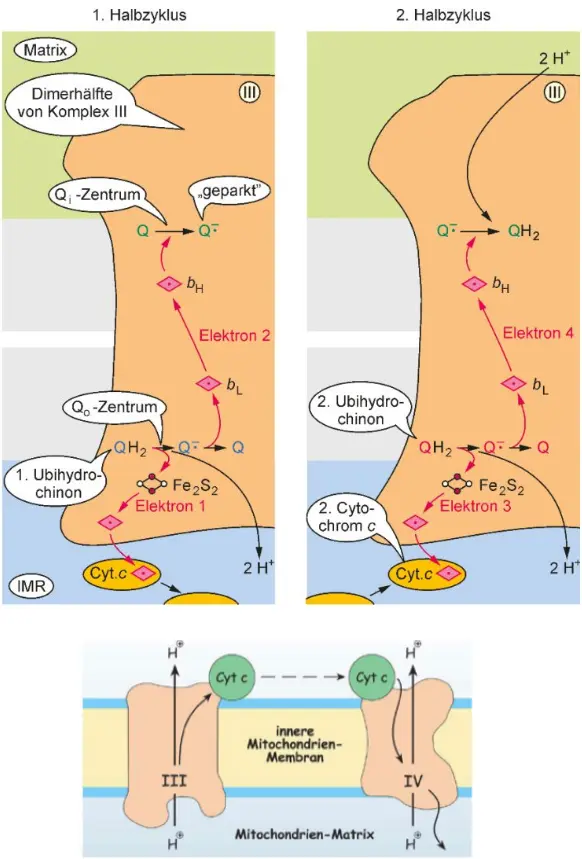 1. Halbzyklus
Matrix
Dimerhälfte
von Komplex III
III
Qi -Zentrum
„geparkt”
Q
Q∸
bH
Elektron 2
bL
Qo -Zentrum
QH2
Q∸
Q
1. Ubihydro-
chinon
Fe2S2
Elektron 1
Cyt.c
2 H+
IMR
2. Halbzyklus
2 H+
III
Q∸
QH2
bH
Elektron 4
bL
2. Ubihydro-
chinon
QH2
Q∸
Q
Fe2S2
Elektron 3
2. Cyto-
chrom c
Cyt.c
2 H+
H⊕
Cyt c
Cyt c
H⊕
innere
Mitochondrien-
Membran
III
IV
H⊕
Mitochondrien-Matrix
H⊕